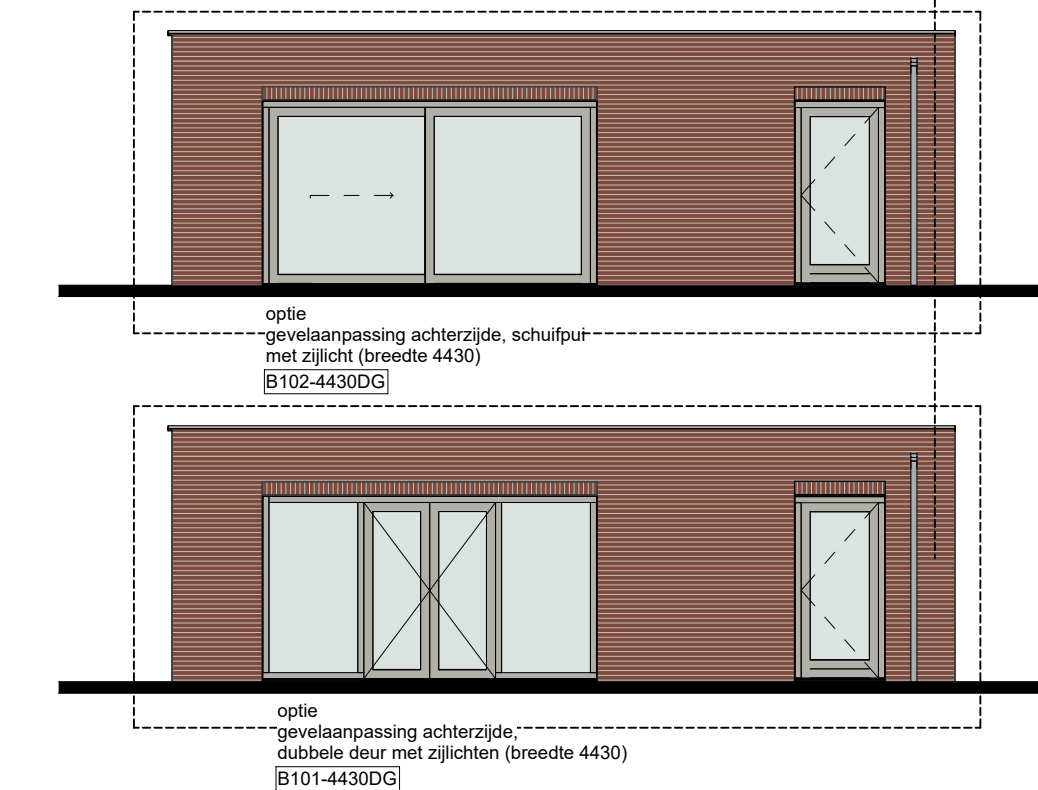 optie
gevelaanpassing achterzijde, schuifpui
met zijlicht (breedte 4430)
B102-4430DG
optie
gevelaanpassing achterzijde,
dubbele deur met zijlichten (breedte 4430)
B101-4430DG